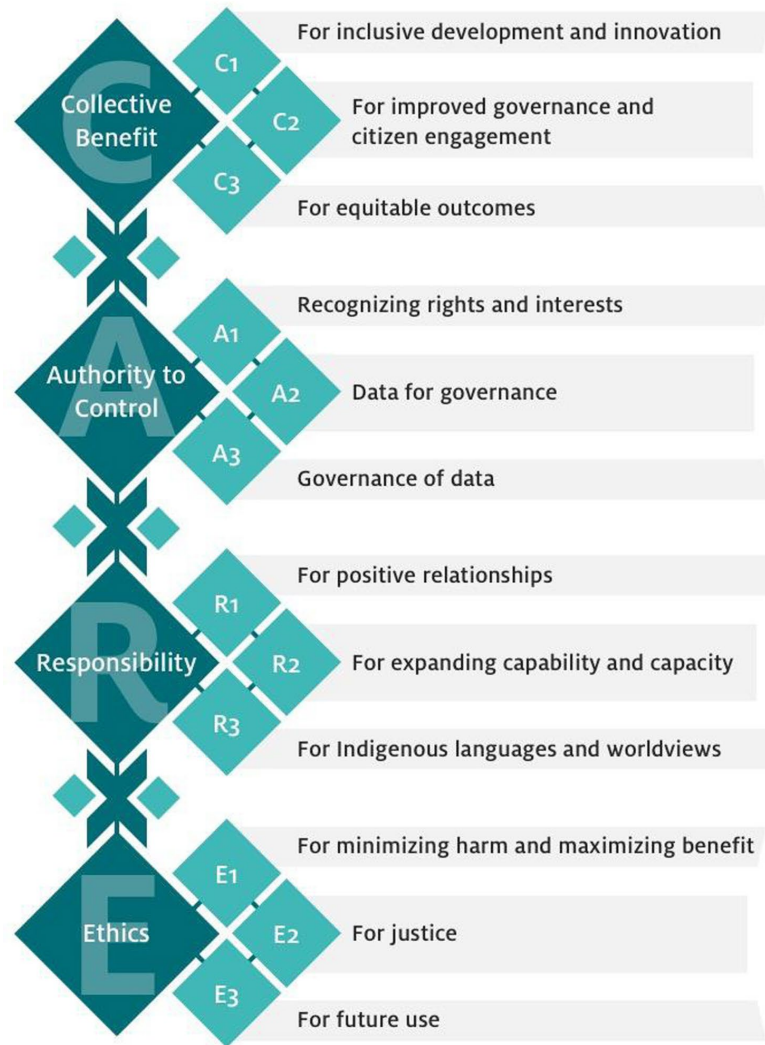 C
Collective
Benefit
C1
For inclusive development and innovation
C2
For improved governance and
citizen engagement
C3
For equitable outcomes
A
Authority to
Control
A1
Recognizing rights and interests
A2
Data for governance
A3
Governance of data
R
Responsibility
R1
For positive relationships
R2
For expanding capability and capacity
R3
For Indigenous languages and worldviews
E
Ethics
E1
For minimizing harm and maximizing benefit
E2
For justice
E3
For future use